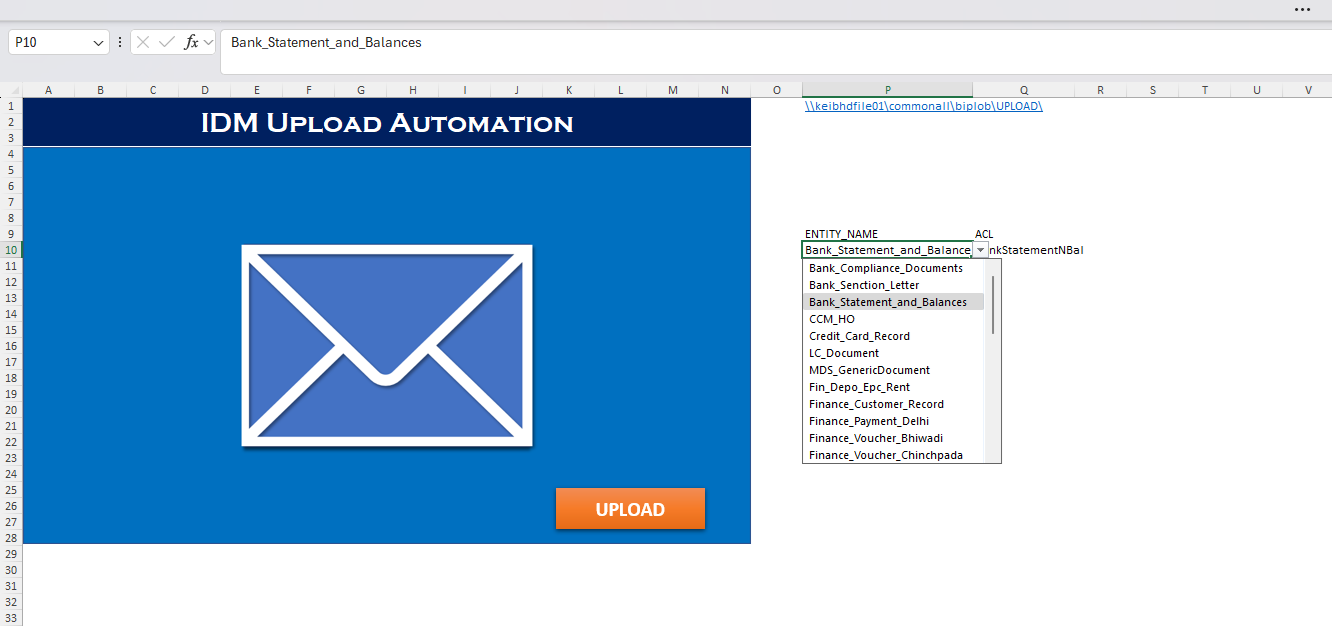 ...
P10
fx
Bank_Statement_and_Balances
A B C D E F G H I J K L M N O P Q R S T U V
1 \\keibhdfile01\commonall\biplob\UPLOAD\
2 IDM Upload Automation
3
4
5
6
7
8
9 ENTITY_NAME ACL
10 Bank_Statement_and_Balance nkStatementNBal
11 Bank_Compliance_Documents
12 Bank_Senction_Letter
13 Bank_Statement_and_Balances
14 CCM_HO
15 Credit_Card_Record
16 LC_Document
17 MDS_GenericDocument
18 Fin_Depo_Epc_Rent
19 Finance_Customer_Record
20 Finance_Payment_Delhi
21 Finance_Voucher_Bhiwadi
22 Finance_Voucher_Chinchpada
23
24
25
26 UPLOAD
27
28
29
30
31
32
33